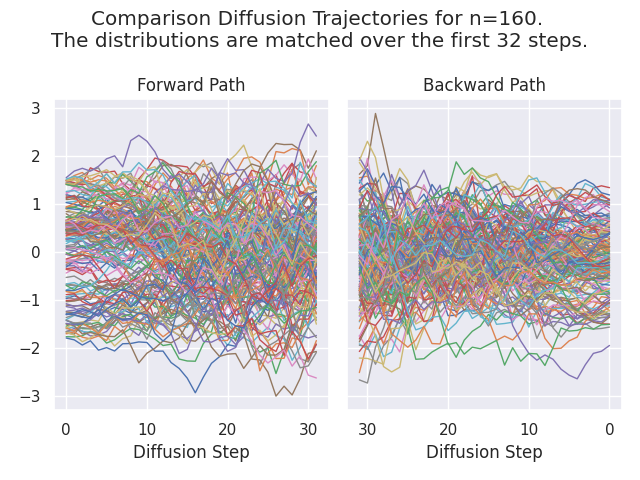 Comparison Diffusion Trajectories for n=160.
The distributions are matched over the first 32 steps.
Forward Path
Backward Path
3
2
1
0
−1
−2
−3
0 10 20 30
30 20 10 0
Diffusion Step
Diffusion Step